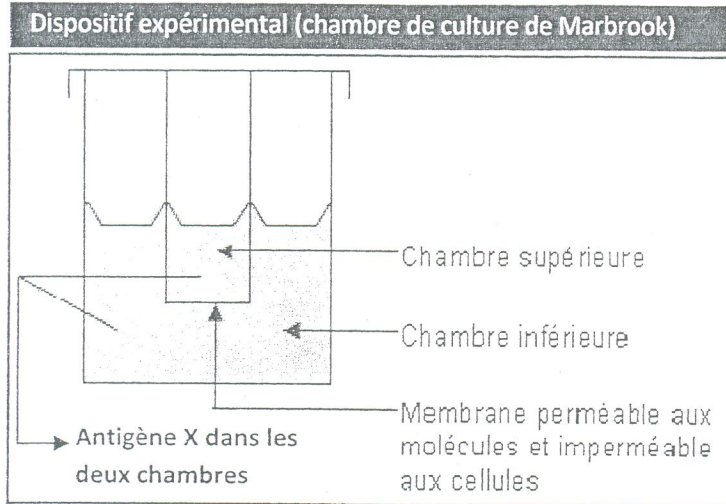 Dispositif expérimental (chambre de culture de Marbrook)
Chambre supérieure
Chambre inférieure
Membrane perméable aux
molécules et imperméable
aux cellules
Antigène X dans les
deux chambres